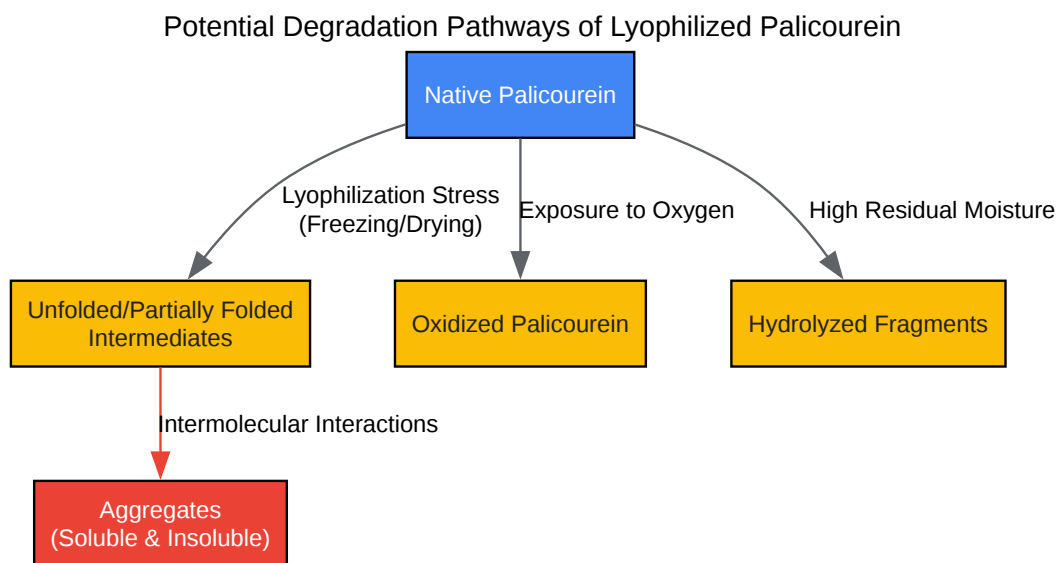 Potential Degradation Pathways of Lyophilized Palicourein
Native Palicourein
Lyophilization Stress
(Freezing/Drying)
Exposure to Oxygen
High Residual Moisture
Unfolded/Partially Folded
Intermediates
Oxidized Palicourein
Hydrolyzed Fragments
Intermolecular Interactions
Aggregates
(Soluble & Insoluble)